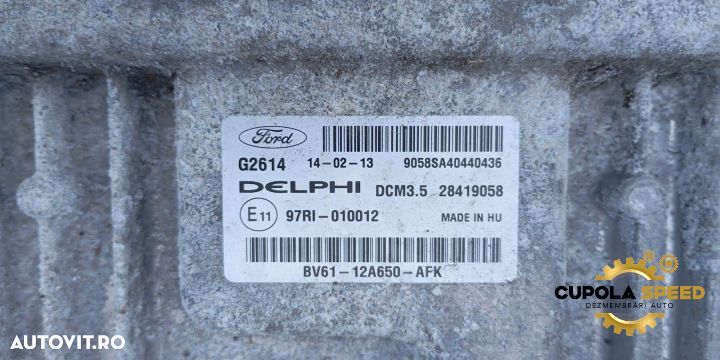 Ford
G2614 14-02-13 9058SA40440436
DELPHI DCM3.5 28419058
E11 97RI-010012 MADE IN HU
BV61-12A650-AFK
CUPOLA SPEED
DEZMEMBRĂRI AUTO
AUTOVIT.RO